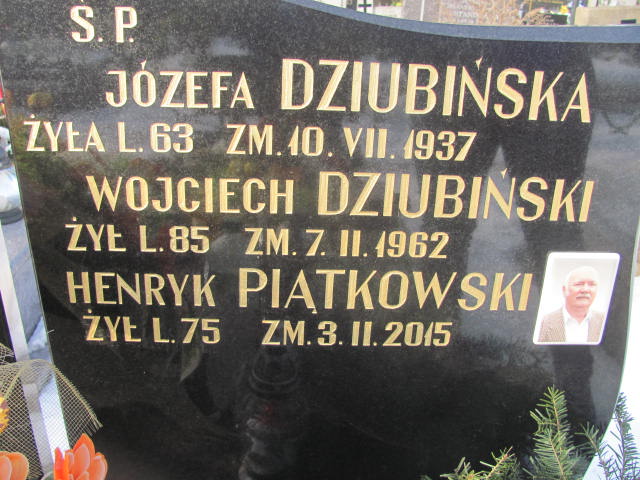 Ś.P.
JÓZEFA DZIUBIŃSKA
ŻYŁA L. 63 ZM. 10. VII. 1937
WOJCIECH DZIUBIŃSKI
ŻYŁ L. 85 ZM. 7. II. 1962
HENRYK PIĄTKOWSKI
ŻYŁ L. 75 ZM. 3. II. 2015